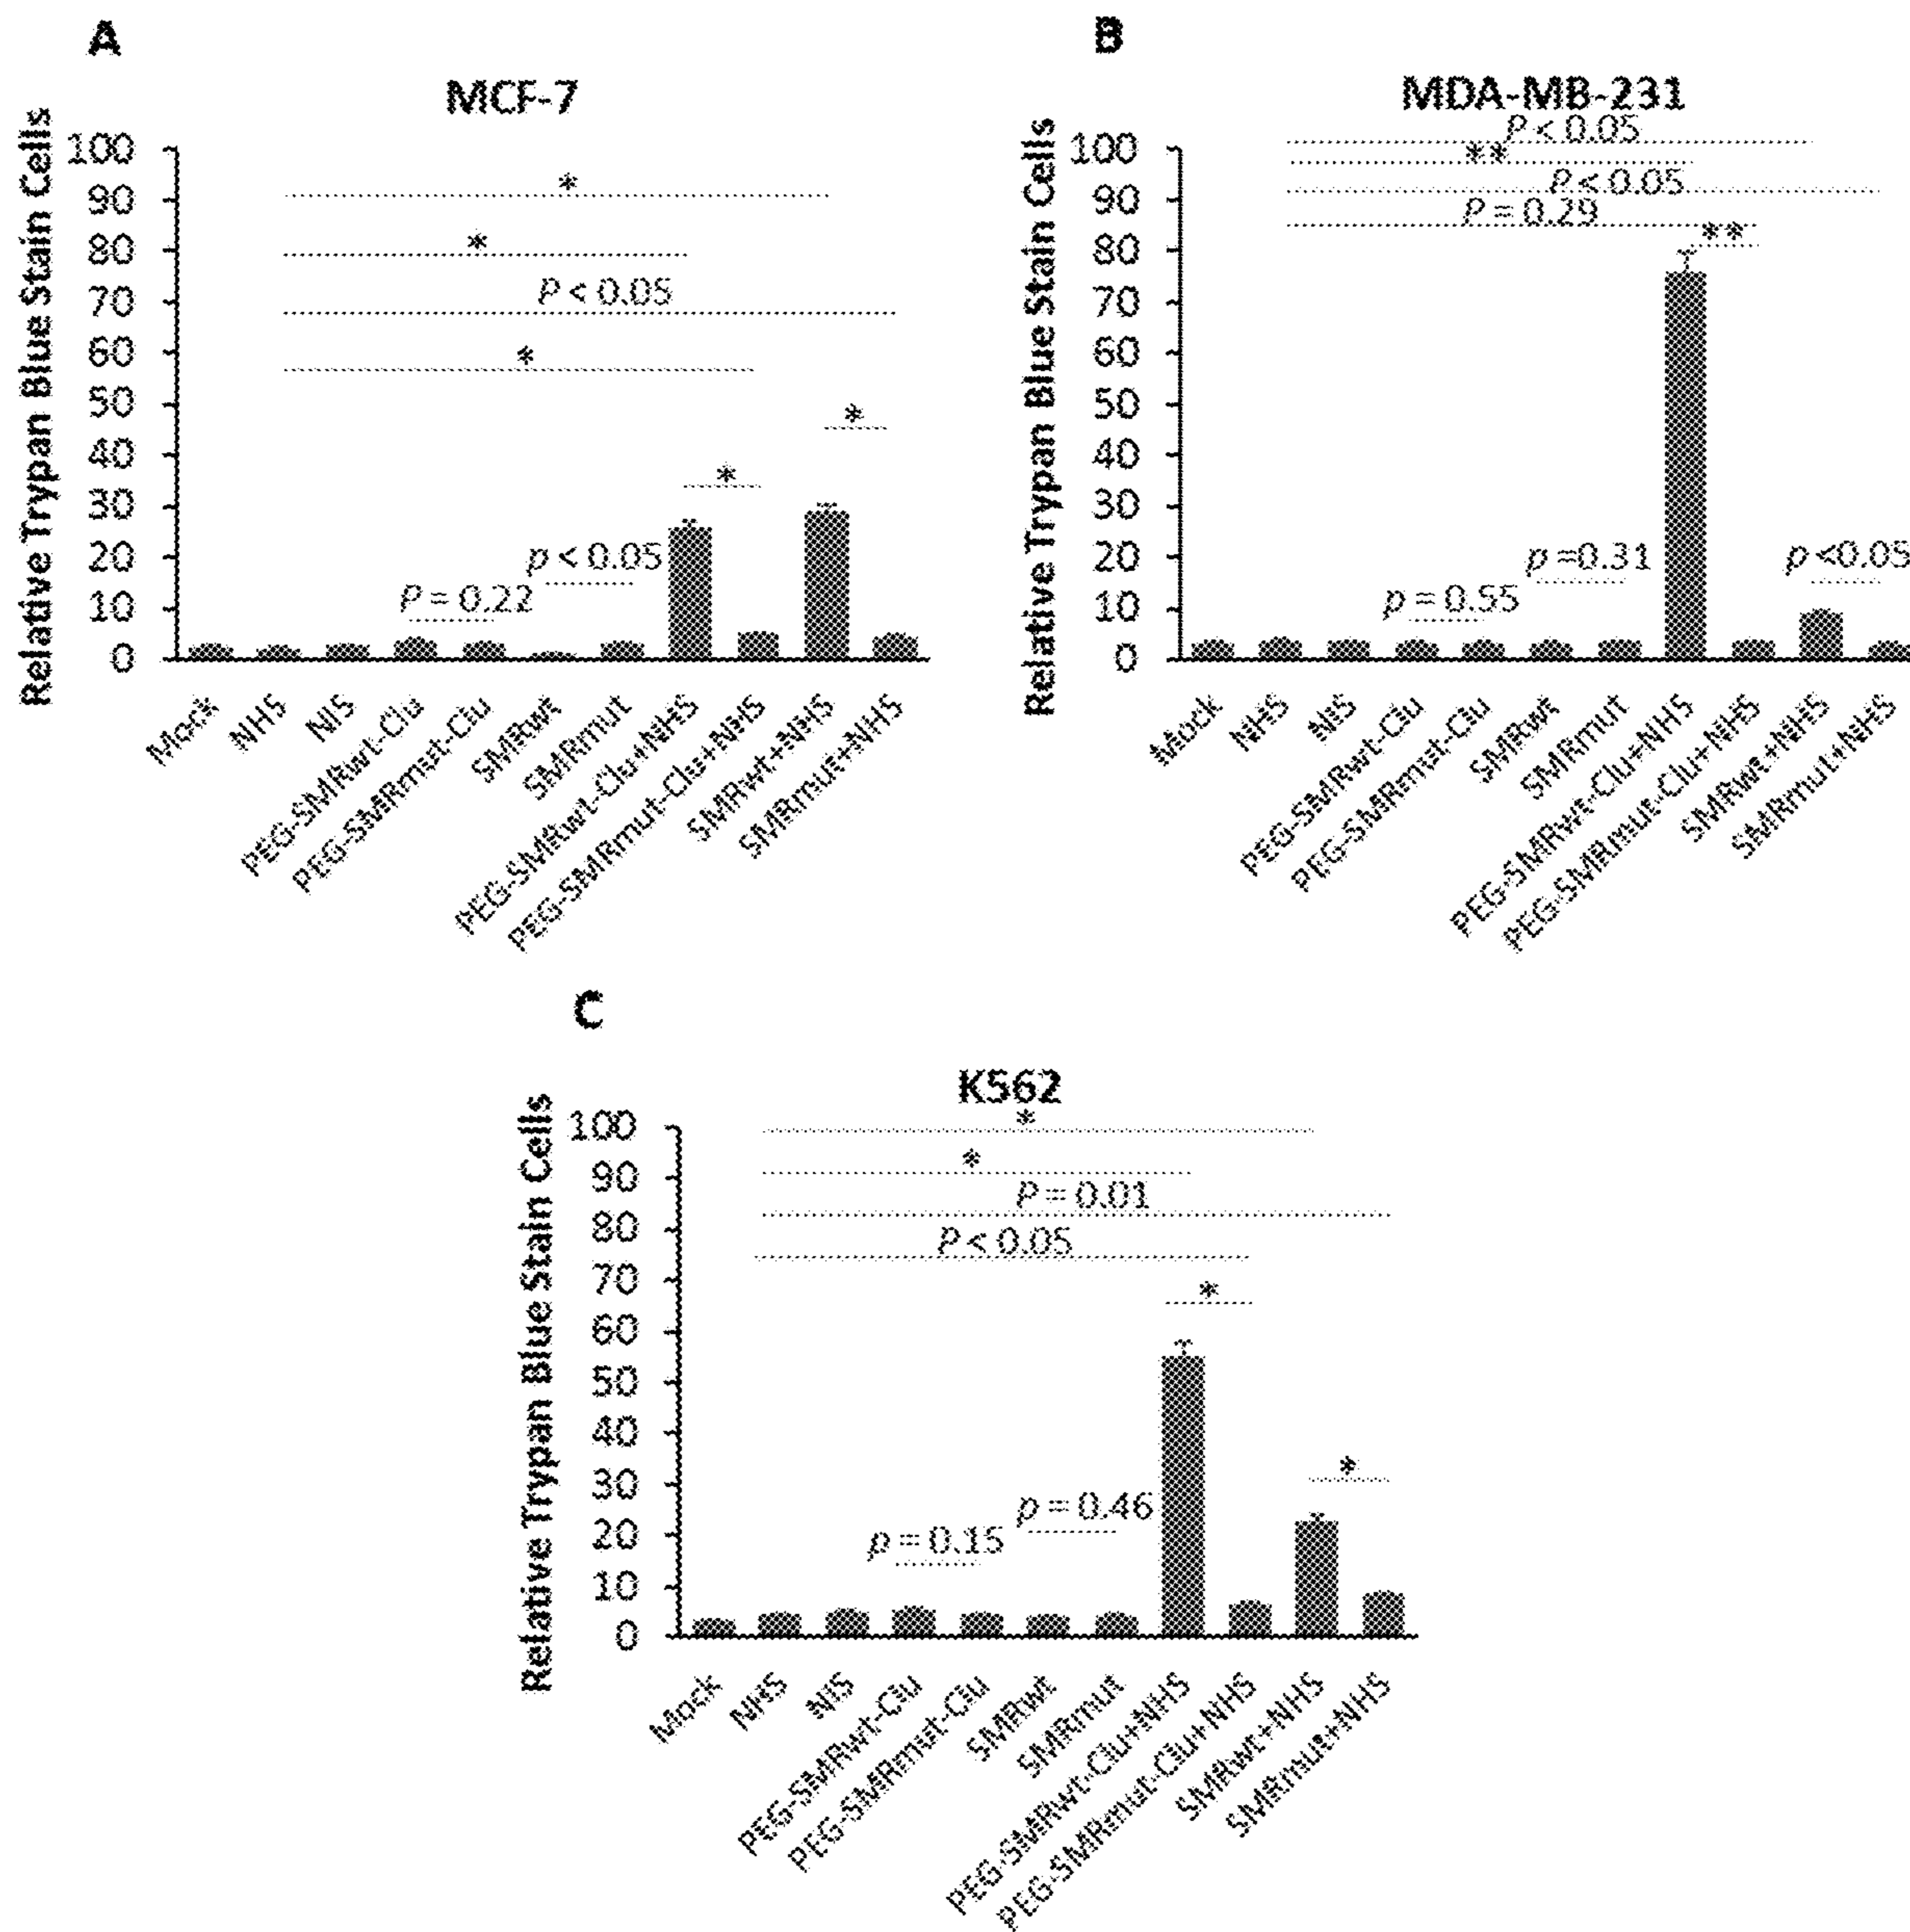 A
MCF-7
Relative Trypan Blue Stain Cells
100
90
80
70
60
50
40
30
20
10
0
*
*
P < 0.05
*
*
*
p < 0.05
P = 0.22
Mock
NHS
NIS
PEG-SMRwt-Clu
PEG-SMRmut-Clu
SMRwt
SMRmut
PEG-SMRwt-Clu+NHS
PEG-SMRmut-Clu+NHS
SMRwt+NHS
SMRmut+NHS
B
MDA-MB-231
Relative Trypan Blue Stain Cells
100
90
80
70
60
50
40
30
20
10
0
P < 0.05
**
P < 0.05
P = 0.29
**
p =0.31
p <0.05
p = 0.55
Mock
NHS
NIS
PEG-SMRwt-Clu
PEG-SMRmut-Clu
SMRwt
SMRmut
PEG-SMRwt-Clu+NHS
PEG-SMRmut-Clu+NHS
SMRwt+NHS
SMRmut+NHS
C
K562
Relative Trypan Blue Stain Cells
100
90
80
70
60
50
40
30
20
10
0
*
*
P = 0.01
P < 0.05
*
*
p = 0.46
p = 0.15
Mock
NHS
NIS
PEG-SMRwt-Clu
PEG-SMRmut-Clu
SMRwt
SMRmut
PEG-SMRwt-Clu+NHS
PEG-SMRmut-Clu+NHS
SMRwt+NHS
SMRmut+NHS